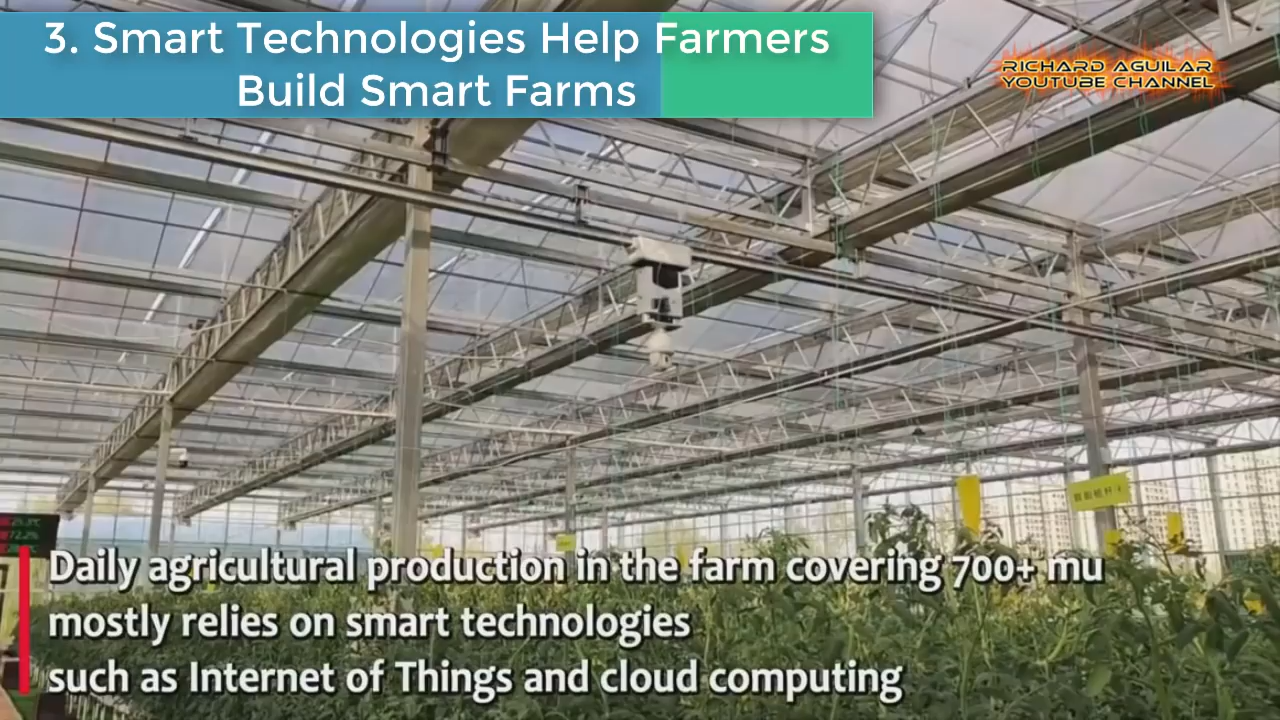 3. Smart Technologies Help Farmers
Build Smart Farms
RICHARD AGUILAR
YOUTUBE CHANNEL
Daily agricultural production in the farm covering 700+ mu
mostly relies on smart technologies
such as Internet of Things and cloud computing